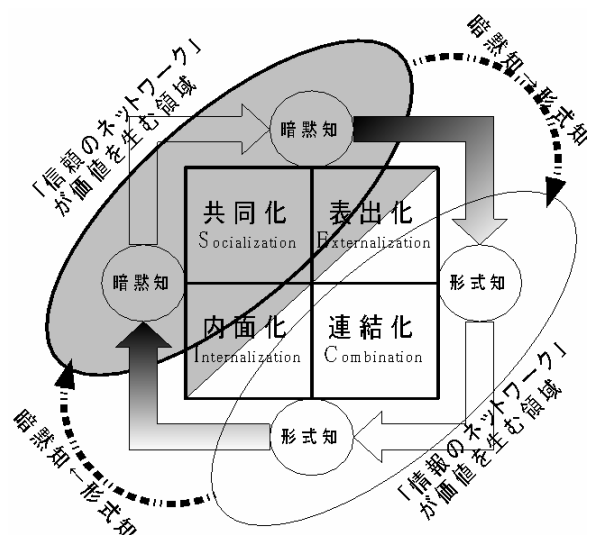 「信頼のネットワーク」
が価値を生む領域
暗黙知→形式知
暗黙知
共同化
Socialization
表出化
Externalization
暗黙知
形式知
内面化
Internalization
連結化
Combination
形式知
暗黙知←形式知
「情報のネットワーク」
が価値を生む領域